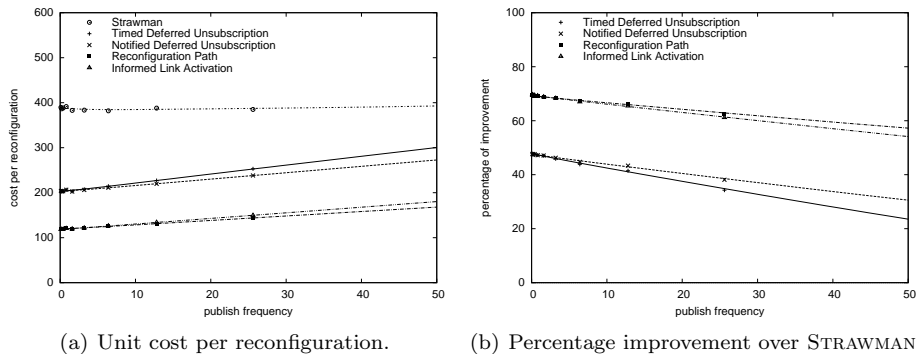 600
500
400
300
200
100
0
cost per reconfiguration
Strawman
Timed Deferred Unsubscription
Notified Deferred Unsubscription
Reconfiguration Path
Informed Link Activation
0 10 20 30 40 50
publish frequency
(a) Unit cost per reconfiguration.
100
80
60
40
20
0
percentage of improvement
Timed Deferred Unsubscription
Notified Deferred Unsubscription
Reconfiguration Path
Informed Link Activation
0 10 20 30 40 50
publish frequency
(b) Percentage improvement over STRAWMAN